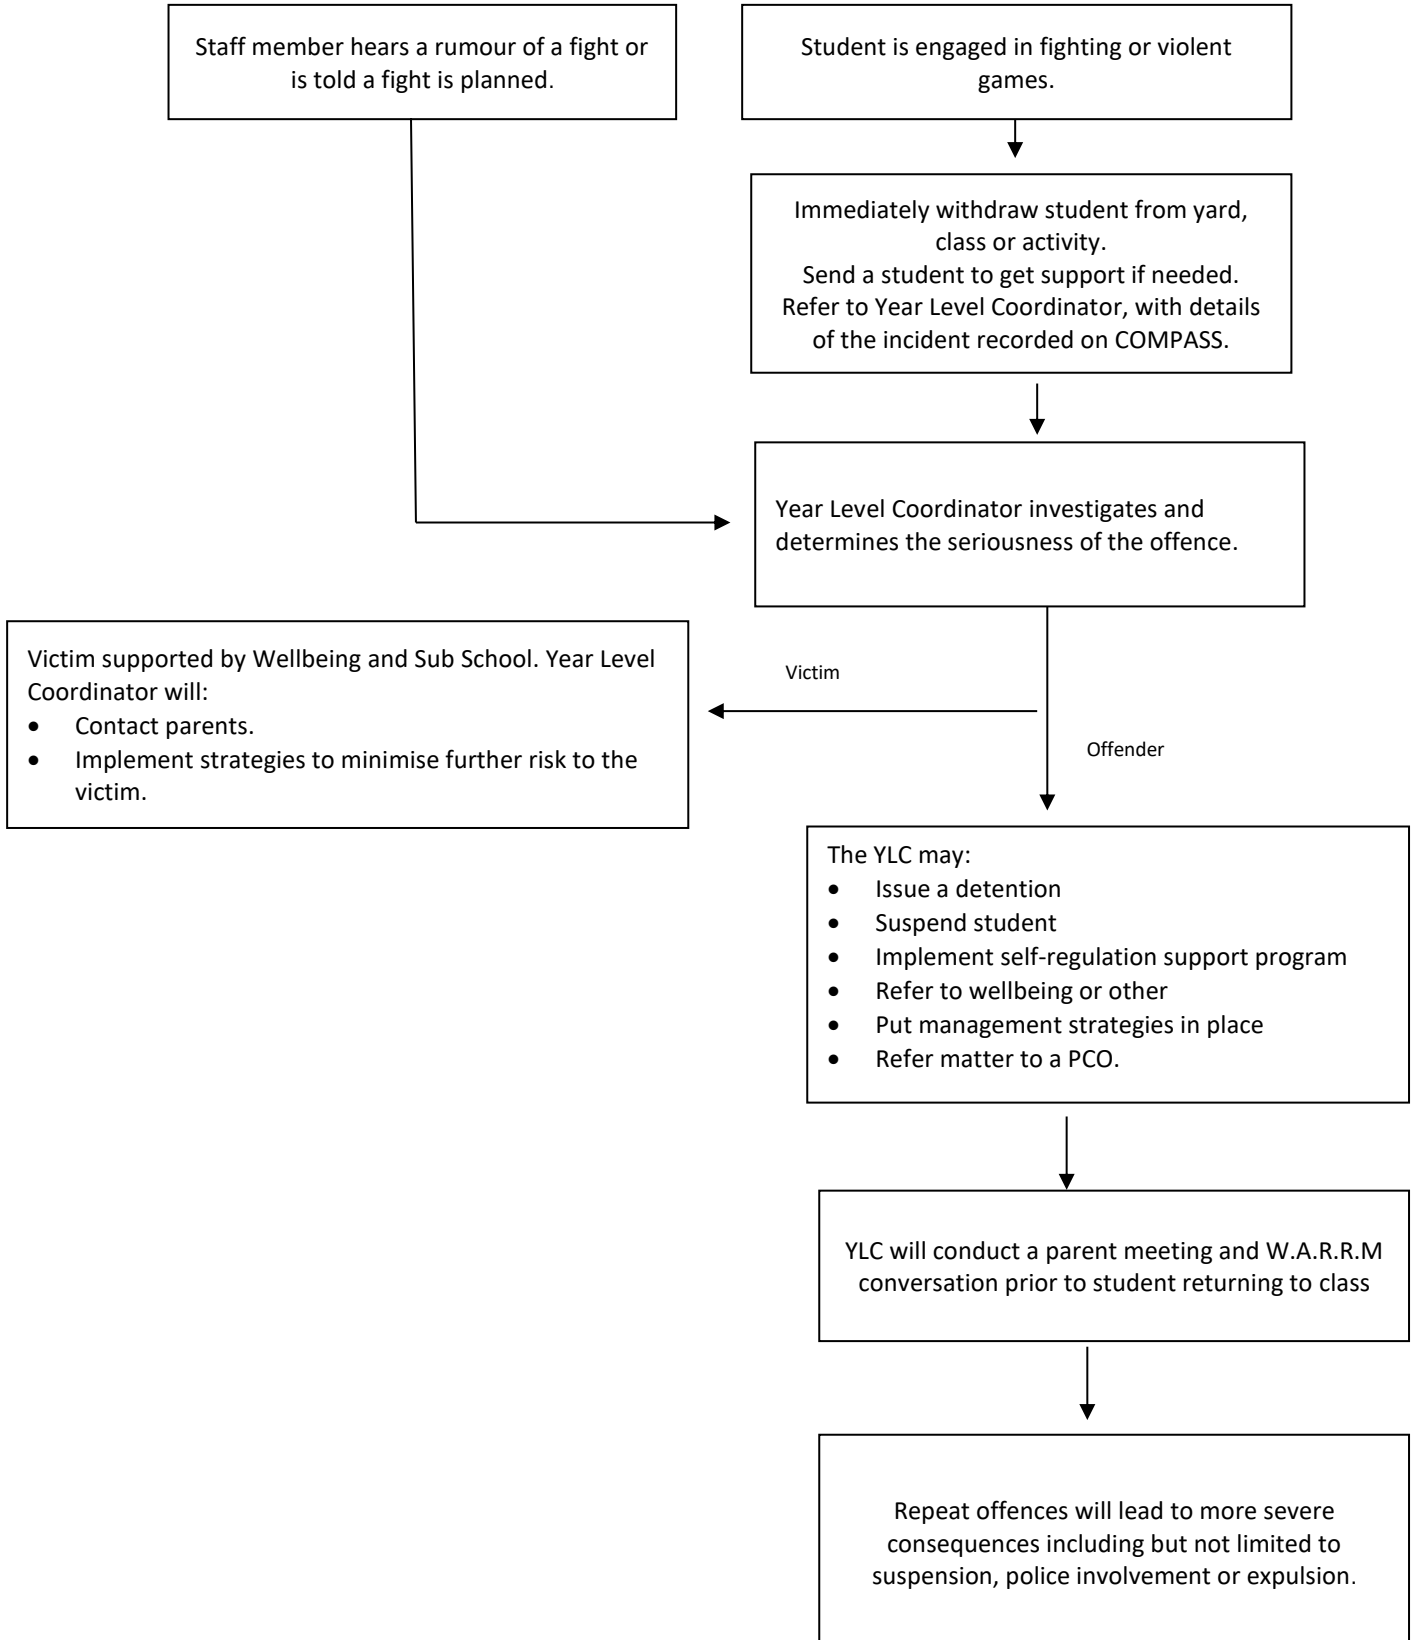 Staff member hears a rumour of a fight or
is told a fight is planned.
Student is engaged in fighting or violent
games.
Immediately withdraw student from yard,
class or activity.
Send a student to get support if needed.
Refer to Year Level Coordinator, with details
of the incident recorded on COMPASS.
Year Level Coordinator investigates and
determines the seriousness of the offence.
Victim supported by Wellbeing and Sub School. Year Level
Coordinator will:
• Contact parents.
• Implement strategies to minimise further risk to the
victim.
Victim
Offender
The YLC may:
• Issue a detention
• Suspend student
• Implement self-regulation support program
• Refer to wellbeing or other
• Put management strategies in place
• Refer matter to a PCO.
YLC will conduct a parent meeting and W.A.R.R.M
conversation prior to student returning to class
Repeat offences will lead to more severe
consequences including but not limited to
suspension, police involvement or expulsion.